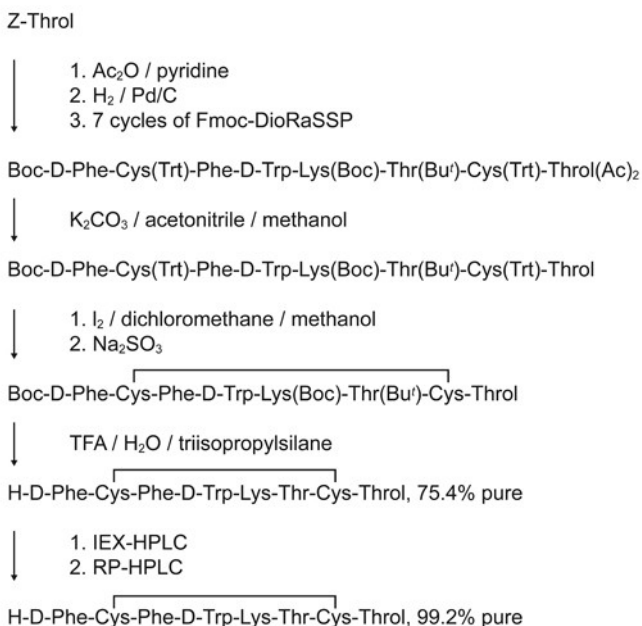 Z-Throl
1. Ac₂O / pyridine
2. H₂ / Pd/C
3. 7 cycles of Fmoc-DioRaSSP
Boc-D-Phe-Cys(Trt)-Phe-D-Trp-Lys(Boc)-Thr(Buᵗ)-Cys(Trt)-Throl(Ac)₂
K₂CO₃ / acetonitrile / methanol
Boc-D-Phe-Cys(Trt)-Phe-D-Trp-Lys(Boc)-Thr(Buᵗ)-Cys(Trt)-Throl
1. I₂ / dichloromethane / methanol
2. Na₂SO₃
Boc-D-Phe-Cys-Phe-D-Trp-Lys(Boc)-Thr(Buᵗ)-Cys-Throl
TFA / H₂O / triisopropylsilane
H-D-Phe-Cys-Phe-D-Trp-Lys-Thr-Cys-Throl, 75.4% pure
1. IEX-HPLC
2. RP-HPLC
H-D-Phe-Cys-Phe-D-Trp-Lys-Thr-Cys-Throl, 99.2% pure